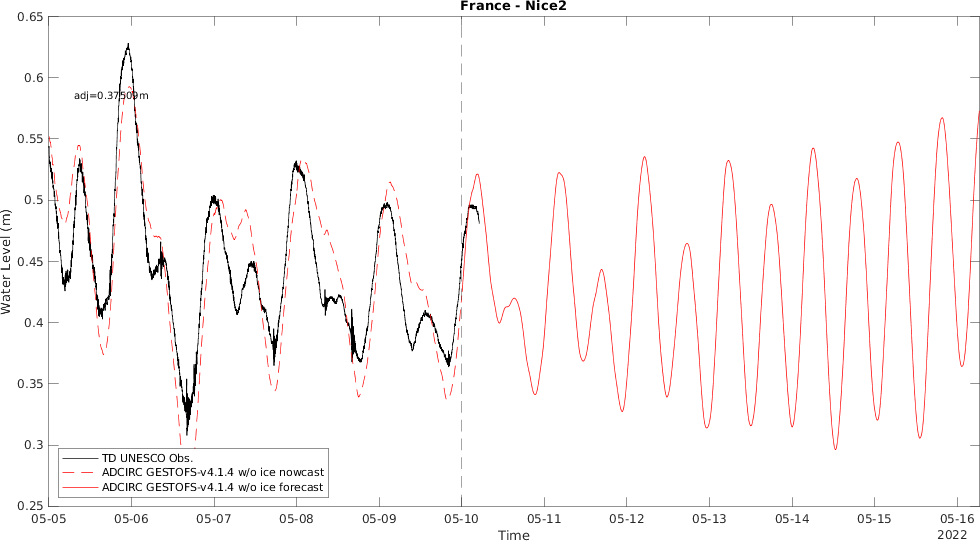 France - Nice2
0.65
0.6
0.55
0.5
0.45
0.4
0.35
0.3
0.25
Water Level (m)
adj=0.37509m
TD UNESCO Obs.
ADCIRC GESTOFS-v4.1.4 w/o ice nowcast
ADCIRC GESTOFS-v4.1.4 w/o ice forecast
05-05 05-06 05-07 05-08 05-09 05-10 05-11 05-12 05-13 05-14 05-15 05-16
Time
2022